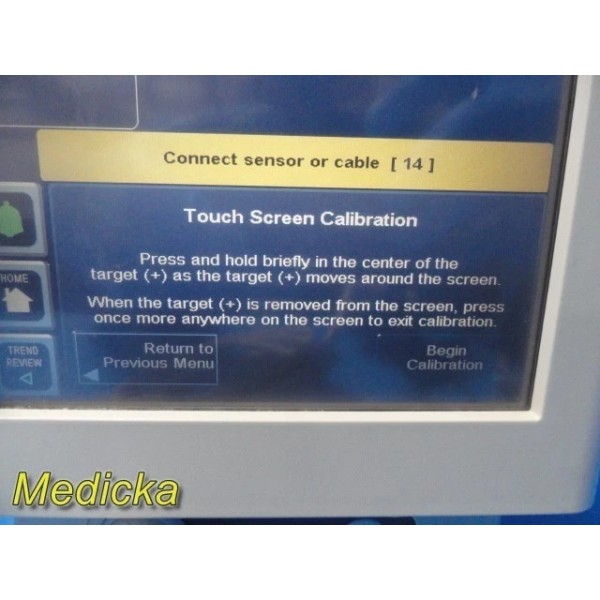 Connect sensor or cable [ 14 ]
Touch Screen Calibration
Press and hold briefly in the center of the
target (+) as the target (+) moves around the screen.
When the target (+) is removed from the screen, press
once more anywhere on the screen to exit calibration.
HOME
TREND
REVIEW
Return to
Previous Menu
Begin
Calibration
Medicka